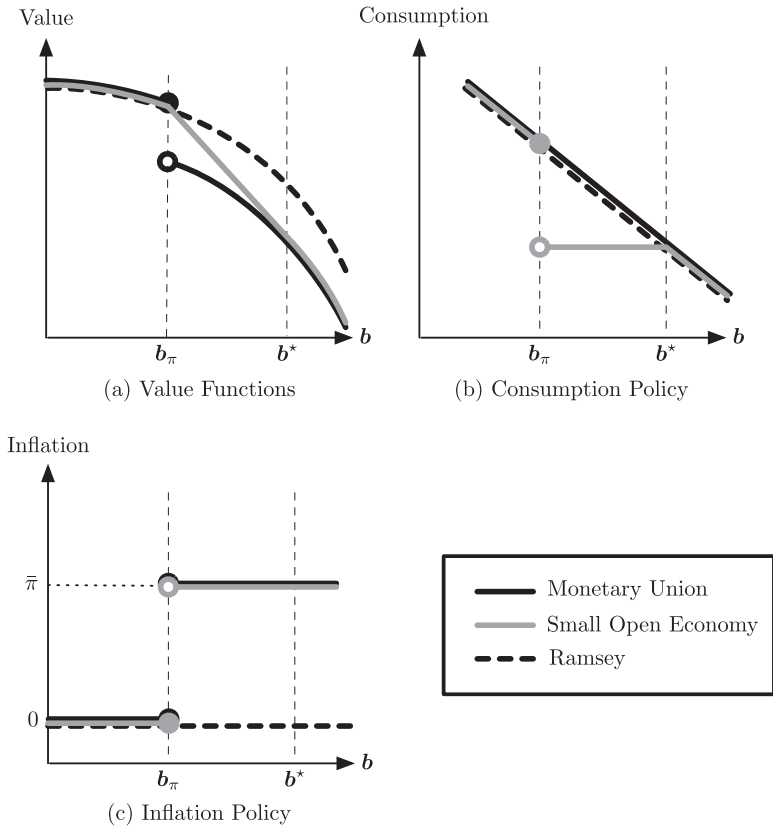 Value
b_π
b⋆
b
(a) Value Functions
Consumption
b_π
b⋆
b
(b) Consumption Policy
Inflation
π̄
0
b_π
b⋆
b
(c) Inflation Policy
Monetary Union
Small Open Economy
Ramsey